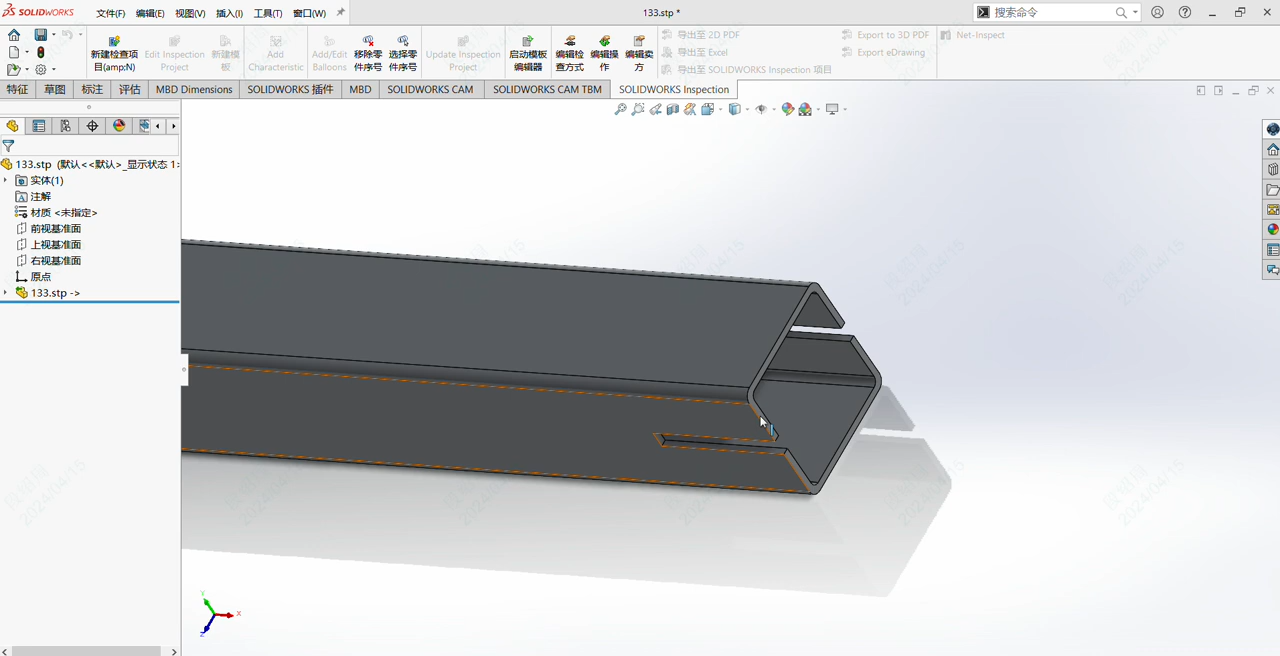 SOLIDWORKS
文件(F) 编辑(E) 视图(V) 插入(I) 工具(T) 窗口(W)
133.stp *
搜索命令
新建检查项目(amp;N)
Edit Inspection Project
新建模板
Add Characteristic
Add/Edit Balloons
移除零件序号
选择零件序号
Update Inspection Project
启动模板编辑器
编辑检查方式
编辑操作
编辑卖方
导出至 2D PDF
导出至 Excel
导出至 SOLIDWORKS Inspection 项目
Export to 3D PDF
Export eDrawing
Net-Inspect
特征 草图 标注 评估 MBD Dimensions SOLIDWORKS 插件 MBD SOLIDWORKS CAM SOLIDWORKS CAM TBM SOLIDWORKS Inspection
133.stp (默认<<默认>_显示状态 1>
实体(1)
注解
材质 <未指定>
前视基准面
上视基准面
右视基准面
原点
133.stp ->
Y
X
Z
2024/04/15